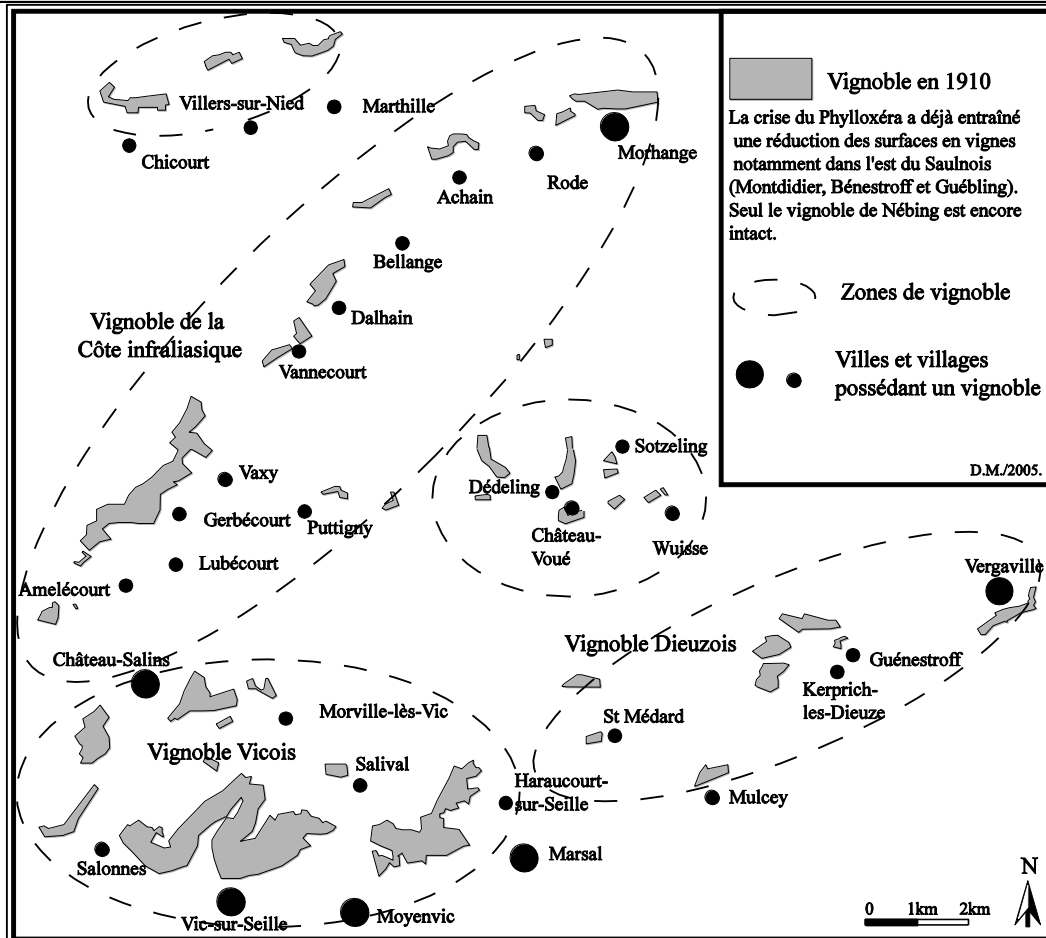 Villers-sur-Nied
Marthille
Chicourt
Morhange
Rode
Achain
Bellange
Dalhain
Vignoble de la
Côte infraliasique
Vannecourt
Vaxy
Gerbécourt
Puttigny
Lubécourt
Amelécourt
Sotzeling
Dédeling
Château-
Voué
Wuisse
Vergaville
Vignoble Dieuzois
Guénestroff
Kerprich-
les-Dieuze
St Médard
Mulcey
Château-Salins
Morville-lès-Vic
Vignoble Vicois
Salival
Haraucourt-
sur-Seille
Salonnes
Marsal
Vic-sur-Seille
Moyenvic
Vignoble en 1910
La crise du Phylloxéra a déjà entraîné
une réduction des surfaces en vignes
notamment dans l'est du Saulnois
(Montdidier, Bénestroff et Guébling).
Seul le vignoble de Nébing est encore
intact.
Zones de vignoble
Villes et villages
possédant un vignoble
D.M./2005.
N
0 1km 2km